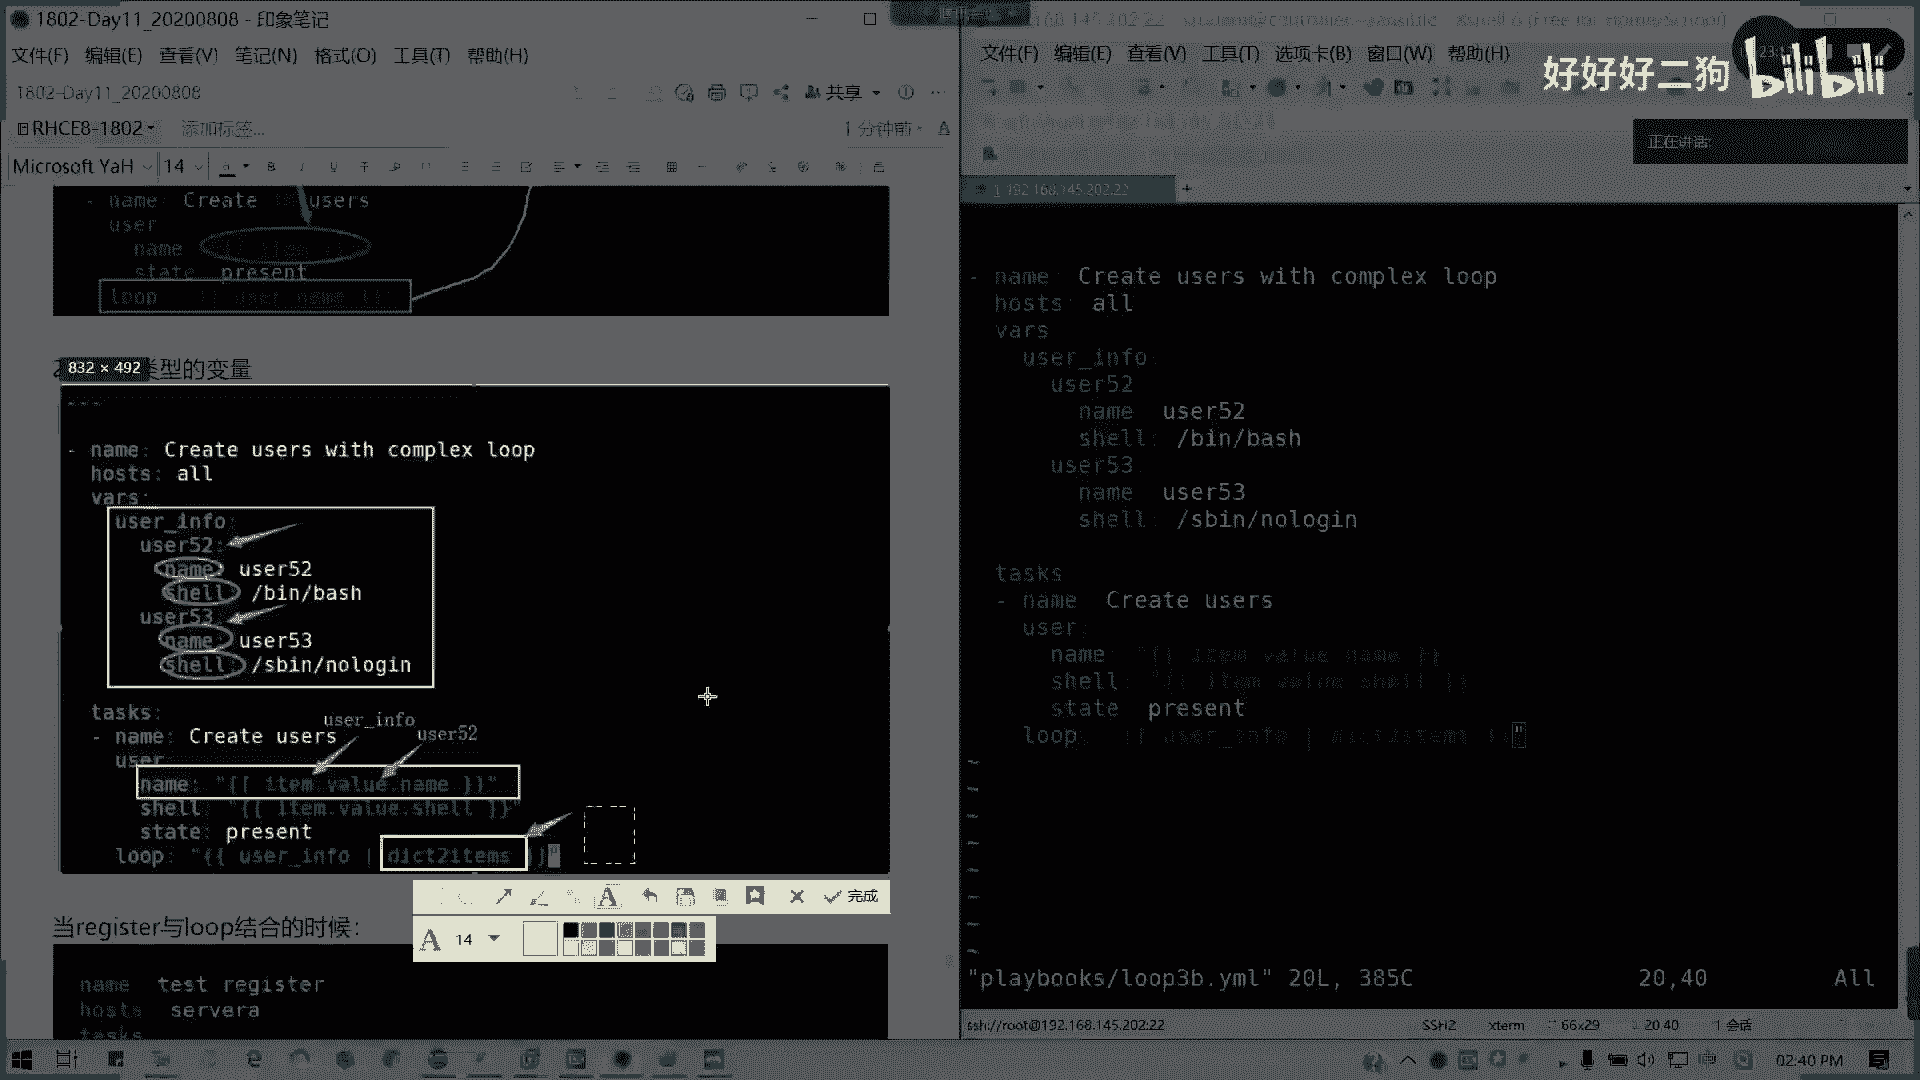 1802-Day11_20200808 - 印象笔记
文件(F) 编辑(E) 查看(V) 笔记(N) 格式(O) 工具(T) 帮助(H)
1802-Day11_20200808
共享
RHCE8-1802
添加标签...
1 分钟前
Microsoft YaH 14
- name Create users
user
name {{ item }}
state present
loop {{ user_name }}
832 × 492
类型的变量
- name: Create users with complex loop
hosts: all
vars:
user_info:
user52:
name: user52
shell: /bin/bash
user53:
name: user53
shell: /sbin/nologin
tasks:
user_info
user52
- name: Create users
user
name: "{{ item.value.name }}"
shell "{{ item.value.shell }}"
state: present
loop: "{{ user_info | dict2items }}"
完成
A 14
当register与loop结合的时候:
name test register
hosts servera
tasks
文件(F) 编辑(E) 查看(V) 工具(T) 选项卡(B) 窗口(W) 帮助(H)
好好好二狗 bilibili
正在讲话:
1 192.168.145.202:22
- name: Create users with complex loop
hosts: all
vars
user_info:
user52
name user52
shell: /bin/bash
user53:
name user53
shell: /sbin/nologin
tasks
- name Create users
user:
name: "{{ item value name }}
shell: "{{ item value shell }}
state present
loop: {{ user_info | dict2items }}"
~
~
~
~
~
~
~
~
"playbooks/loop3b.yml" 20L, 385C 20,40 All
ssh://root@192.168.145.202:22 SSH2 xterm 66x29 20,40 1 会话
02:40 PM